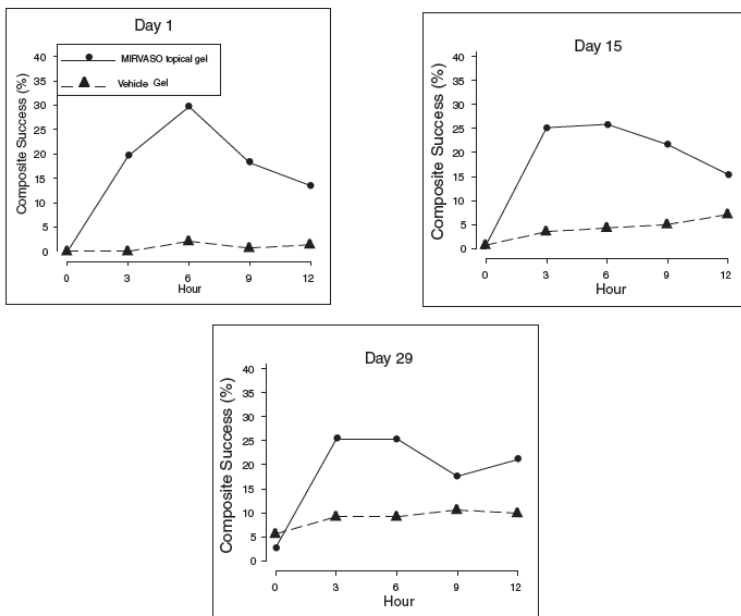 Day 1
Composite Success (%)
40
35
30
25
20
15
10
5
0
MIRVASO topical gel
Vehicle Gel
0 3 6 9 12
Hour
Day 15
Composite Success (%)
40
35
30
25
20
15
10
5
0
0 3 6 9 12
Hour
Day 29
Composite Success (%)
40
35
30
25
20
15
10
5
0
0 3 6 9 12
Hour